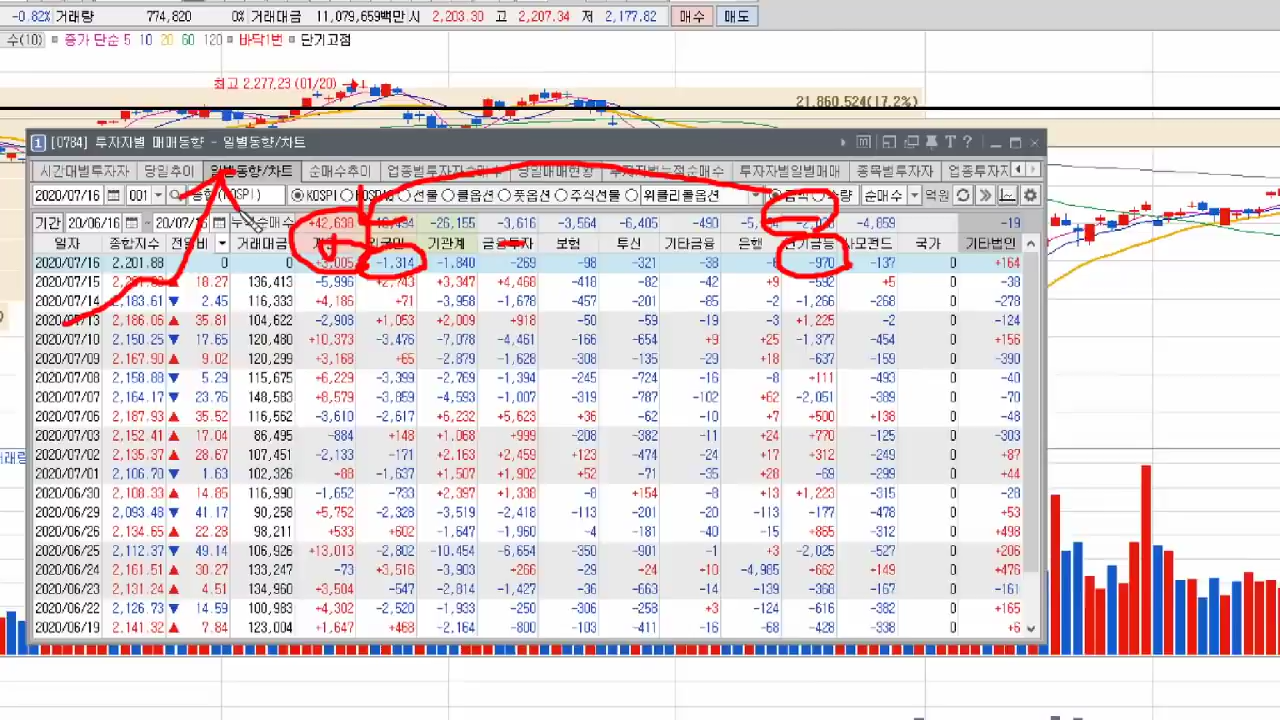 -0.82% 거래량 774,820 0% 거래대금 11,079,659백만 시 2,203.30 고 2,207.34 저 2,177.82 매수 매도
수(10) 종가 단순 5 10 20 60 120 바닥1번 단기고점
최고 2,277.23 (01/20)
21,860,524(17.2%)
1 [0784] 투자자별 매매동향 - 일별동향/차트
시간대별투자자 당일추이 일별동향/차트 순매수추이 당일매매현황 투자자별일별매매 종목별투자자 업종투자자
2020/07/16 001 KOSPI 선물 콜옵션 풋옵션 주식선물 위클리콜옵션 순매수 억원
기간 20/06/16 ~ 20/07/16 +42,638 -26,155 -3,616 -3,564 -6,405 -490 -4,859 -19
일자 종합지수 거래대금 기관계 금융투자 보험 투신 기타금융 은행 연기금등 사모펀드 국가 기타법인
2020/07/16 2,201.88 0 0 +3,005 -1,314 -1,840 -269 -98 -321 -38 -970 -137 0 +164
2020/07/15 18.27 136,413 -5,996 +2,743 +3,347 +4,468 -418 -82 -42 +9 -592 +5 0 -38
2020/07/14 2,183.61 ▼ 2.45 116,333 +4,186 +71 -3,958 -1,678 -457 -201 -85 -2 -1,266 -268 0 -278
2020/07/13 2,186.06 ▲ 35.81 104,622 -2,908 +1,053 +2,009 +918 -50 -59 -19 -3 +1,225 -2 0 -124
2020/07/10 2,150.25 ▼ 17.65 120,480 +10,373 -3,476 -7,078 -4,461 -166 -654 +9 +25 -1,377 -454 0 +156
2020/07/09 2,167.90 ▲ 9.02 120,299 +3,168 +65 -2,879 -1,628 -308 -135 -29 +18 -637 -159 0 -390
2020/07/08 2,158.88 ▼ 5.29 115,675 +6,229 -3,399 -2,769 -1,394 -245 -724 -16 -8 +111 -493 0 -40
2020/07/07 2,164.17 ▼ 23.76 148,583 +8,579 -3,859 -4,593 -1,007 -319 -787 -102 +62 -2,051 -389 0 -70
2020/07/06 2,187.93 ▲ 35.52 116,562 -3,610 -2,617 +6,232 +5,623 +36 -62 -10 +7 +500 +138 0 -48
2020/07/03 2,152.41 ▲ 17.04 86,495 -884 +148 +1,068 +999 -208 -382 -11 +24 +770 -125 0 -303
2020/07/02 2,135.37 ▲ 28.67 107,451 -2,133 -171 +2,163 +2,459 +123 -474 -24 +17 +312 -249 0 +87
2020/07/01 2,106.70 ▼ 1.63 102,326 -88 -1,637 +1,507 +1,902 +52 -71 -35 +28 -69 -299 0 +44
2020/06/30 2,108.33 ▲ 14.85 116,990 -1,652 -733 +2,397 +1,338 -8 +154 -8 +13 +1,223 -315 0 -28
2020/06/29 2,093.48 ▼ 41.17 90,258 +5,752 -2,328 -3,519 -2,418 -113 -201 -20 -113 -177 -478 0 +53
2020/06/26 2,134.65 ▲ 22.28 98,211 +533 +602 -1,647 -1,960 -4 -181 -40 -15 +865 -312 0 +498
2020/06/25 2,112.37 ▼ 49.14 106,926 +13,013 -2,802 -10,454 -6,654 -350 -901 -1 +3 -2,025 -527 0 +206
2020/06/24 2,161.51 ▲ 30.27 133,247 -73 +3,516 -3,903 +266 -29 +24 +10 -4,985 +662 +149 0 +476
2020/06/23 2,131.24 ▲ 4.51 134,960 +3,504 -547 -2,814 -1,427 -36 -663 -14 -139 -368 -167 0 -161
2020/06/22 2,126.73 ▼ 14.59 100,983 +4,302 -2,520 -1,933 -250 -306 -258 +3 -124 -616 -382 0 +165
2020/06/19 2,141.32 ▲ 7.84 123,004 +1,647 +468 -2,164 -800 -103 -411 -16 -68 -428 -338 0 +6